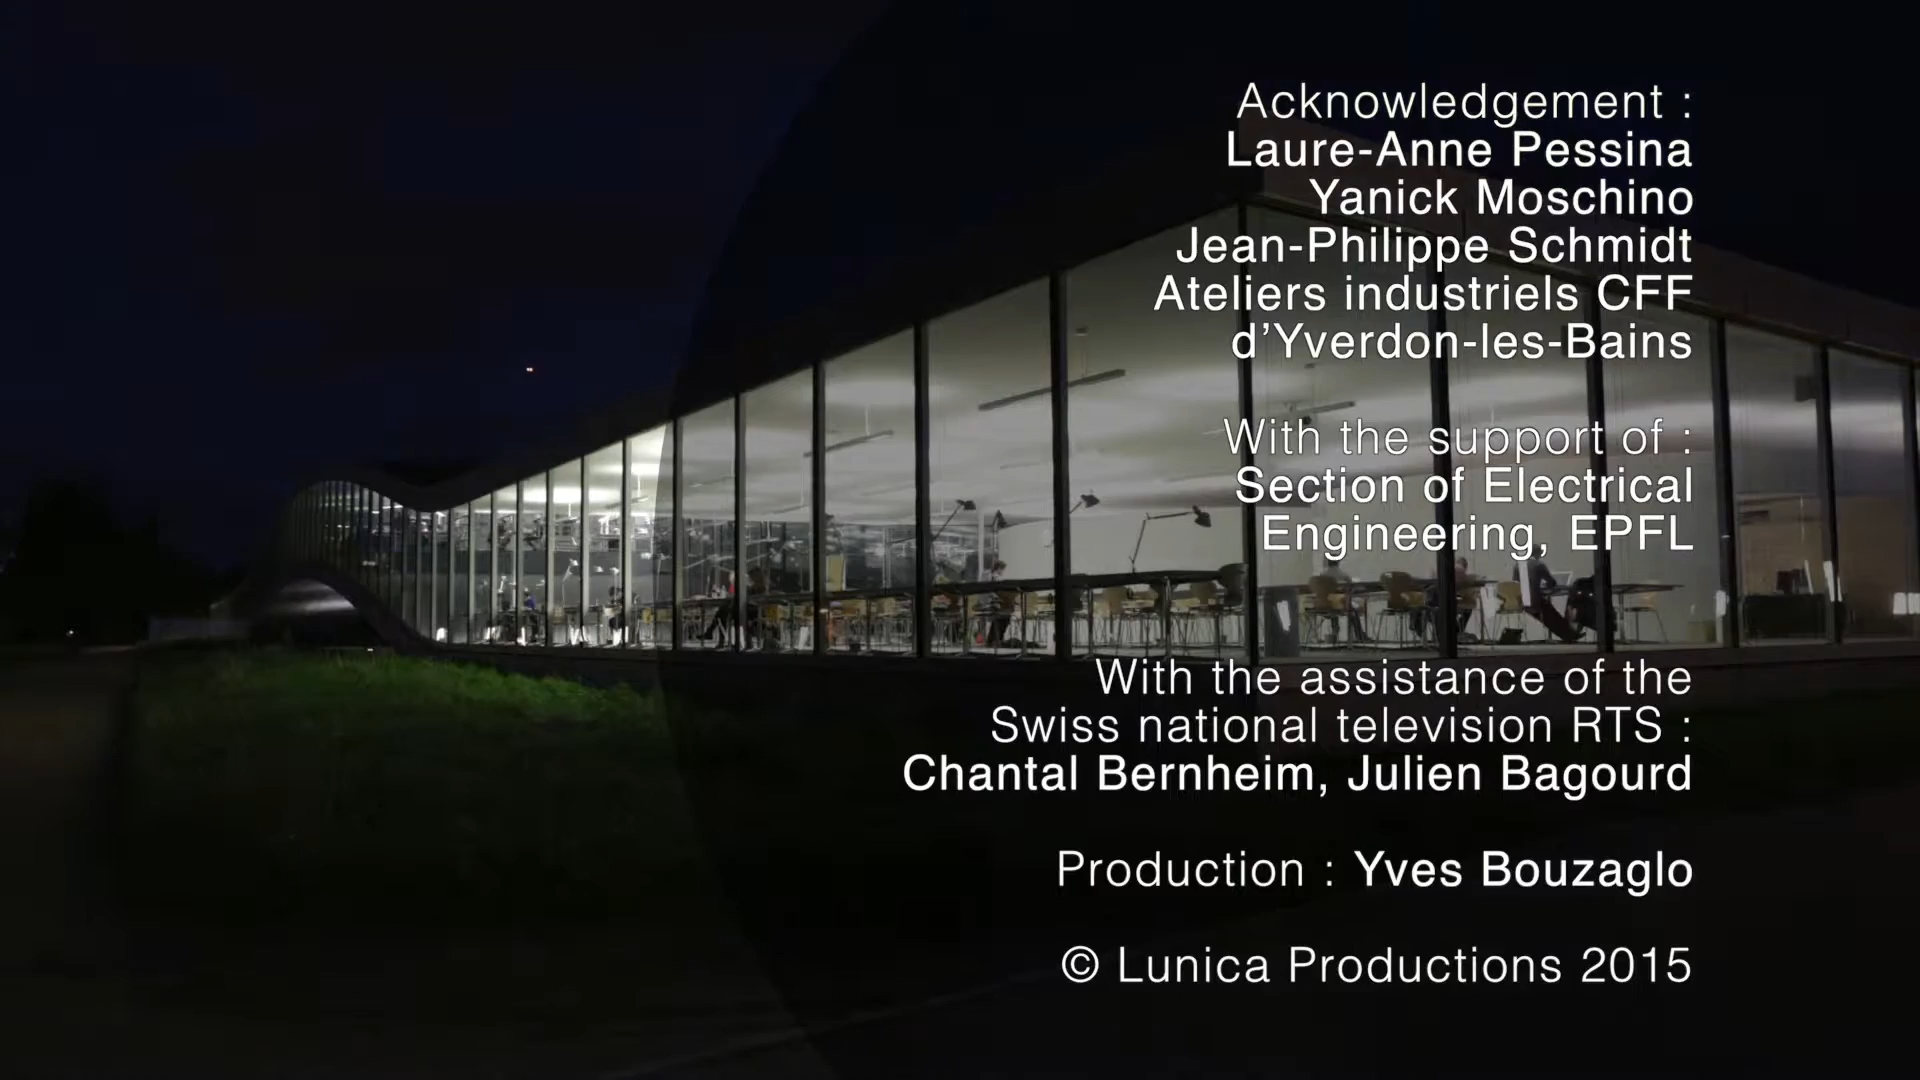 Acknowledgement :
Laure-Anne Pessina
Yanick Moschino
Jean-Philippe Schmidt
Ateliers industriels CFF
d’Yverdon-les-Bains
With the support of :
Section of Electrical
Engineering, EPFL
With the assistance of the
Swiss national television RTS :
Chantal Bernheim, Julien Bagourd
Production : Yves Bouzaglo
© Lunica Productions 2015